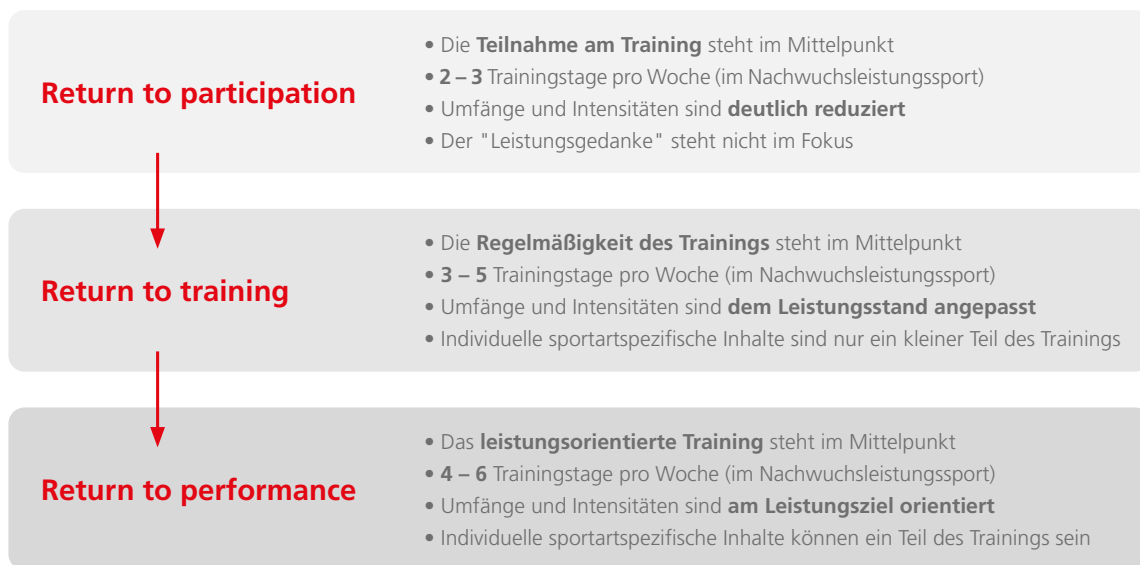 Return to participation
• Die Teilnahme am Training steht im Mittelpunkt
• 2 – 3 Trainingstage pro Woche (im Nachwuchsleistungssport)
• Umfänge und Intensitäten sind deutlich reduziert
• Der "Leistungsgedanke" steht nicht im Fokus
Return to training
• Die Regelmäßigkeit des Trainings steht im Mittelpunkt
• 3 – 5 Trainingstage pro Woche (im Nachwuchsleistungssport)
• Umfänge und Intensitäten sind dem Leistungsstand angepasst
• Individuelle sportartspezifische Inhalte sind nur ein kleiner Teil des Trainings
Return to performance
• Das leistungsorientierte Training steht im Mittelpunkt
• 4 – 6 Trainingstage pro Woche (im Nachwuchsleistungssport)
• Umfänge und Intensitäten sind am Leistungsziel orientiert
• Individuelle sportartspezifische Inhalte können ein Teil des Trainings sein